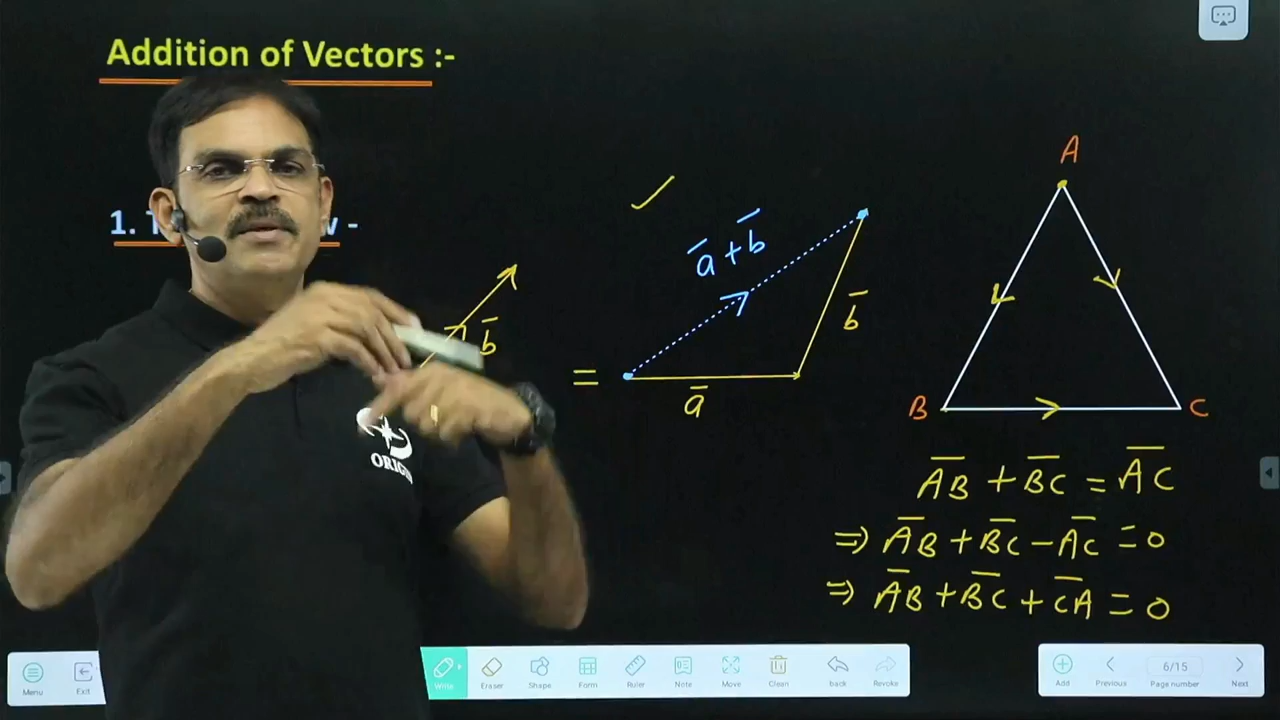 Addition of Vectors :-
1.
-
b̅
=
a̅ + b̅
b̅
a̅
A
B
C
A̅B̅ + B̅C̅ = A̅C̅
⇒ A̅B̅ + B̅C̅ - A̅C̅ = 0
⇒ A̅B̅ + B̅C̅ + C̅A̅ = 0
Menu
Exit
Write
Eraser
Shape
Form
Ruler
Note
Move
Clean
back
Revoke
Add
Previous
6/15
Page number
Next